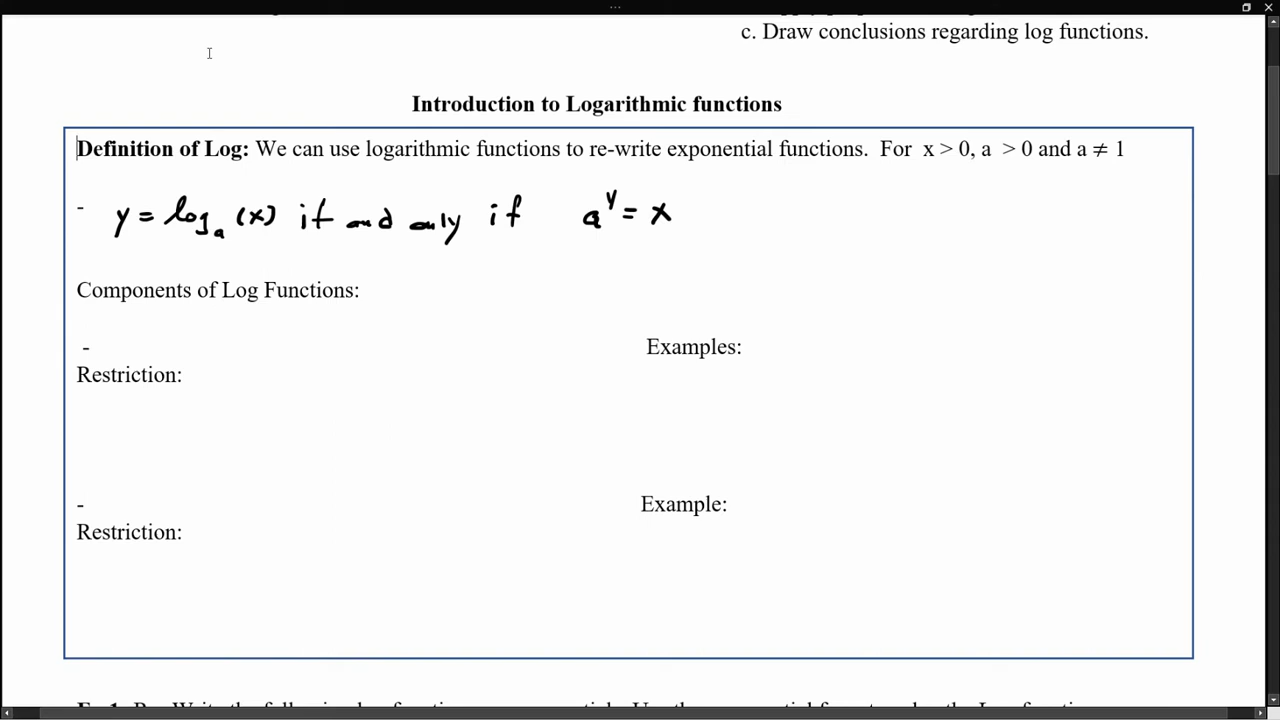 c. Draw conclusions regarding log functions.
Introduction to Logarithmic functions
Definition of Log: We can use logarithmic functions to re-write exponential functions. For x > 0, a > 0 and a ≠ 1
- y = logₐ(x) if and only if aʸ = x
Components of Log Functions:
- Examples:
Restriction:
- Example:
Restriction: